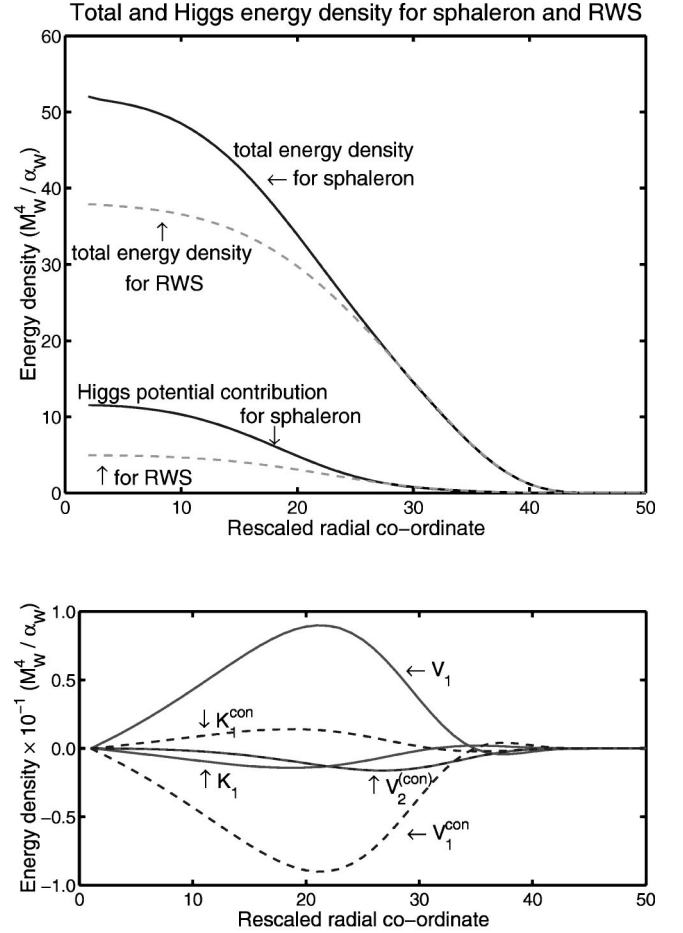 Total and Higgs energy density for sphaleron and RWS
60
50
40
30
20
10
0
Energy density (M_W^4 / α_W)
total energy density
← for sphaleron
↑
total energy density
for RWS
Higgs potential contribution
for sphaleron
↓
↑ for RWS
0 10 20 30 40 50
Rescaled radial co−ordinate
1.0
0.5
0.0
−0.5
−1.0
Energy density × 10^−1 (M_W^4 / α_W)
← V_1
↓ K_1^con
↑ K_1
↑ V_2^(con)
← V_1^con
0 10 20 30 40 50
Rescaled radial co−ordinate